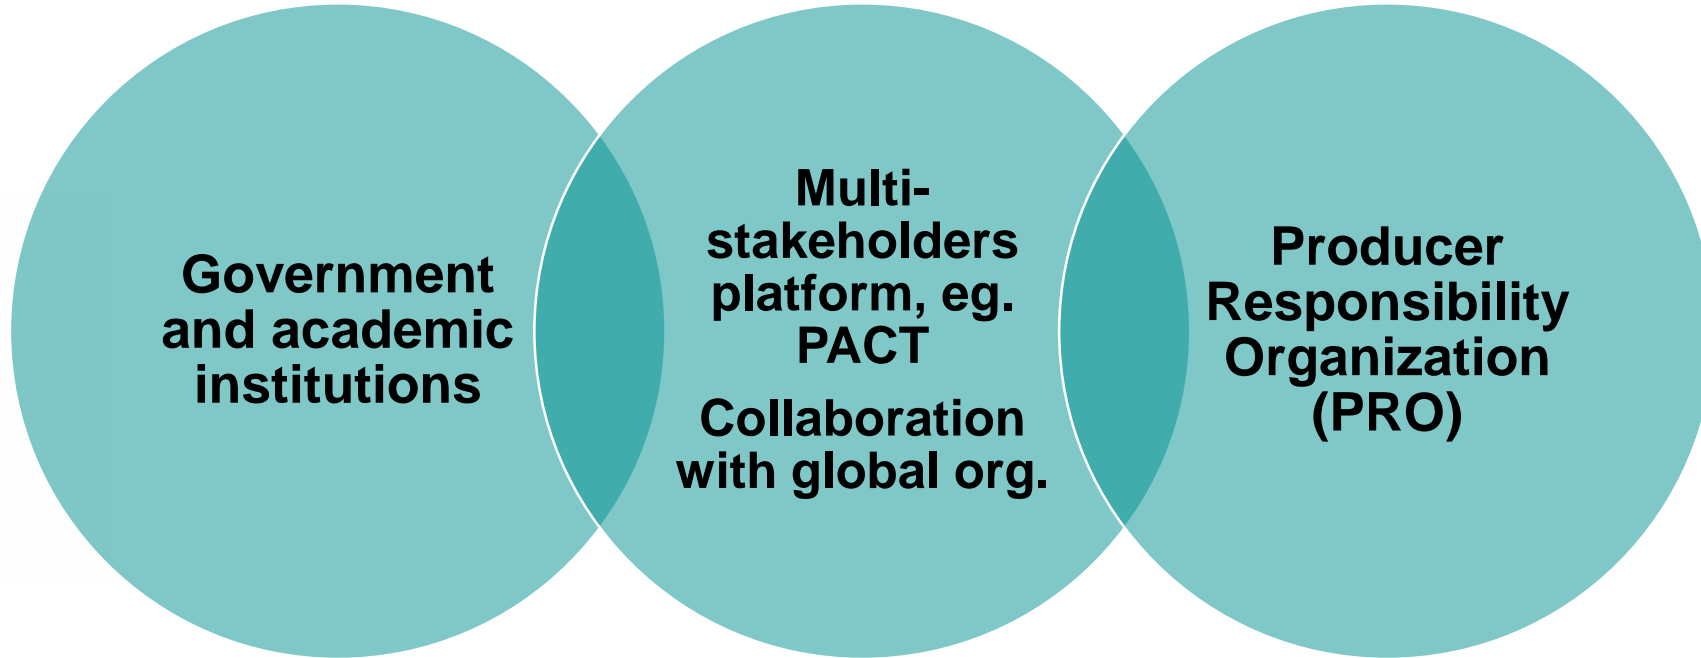 Government
and academic
institutions
Multi-
stakeholders
platform, eg.
PACT
Collaboration
with global org.
Producer
Responsibility
Organization
(PRO)